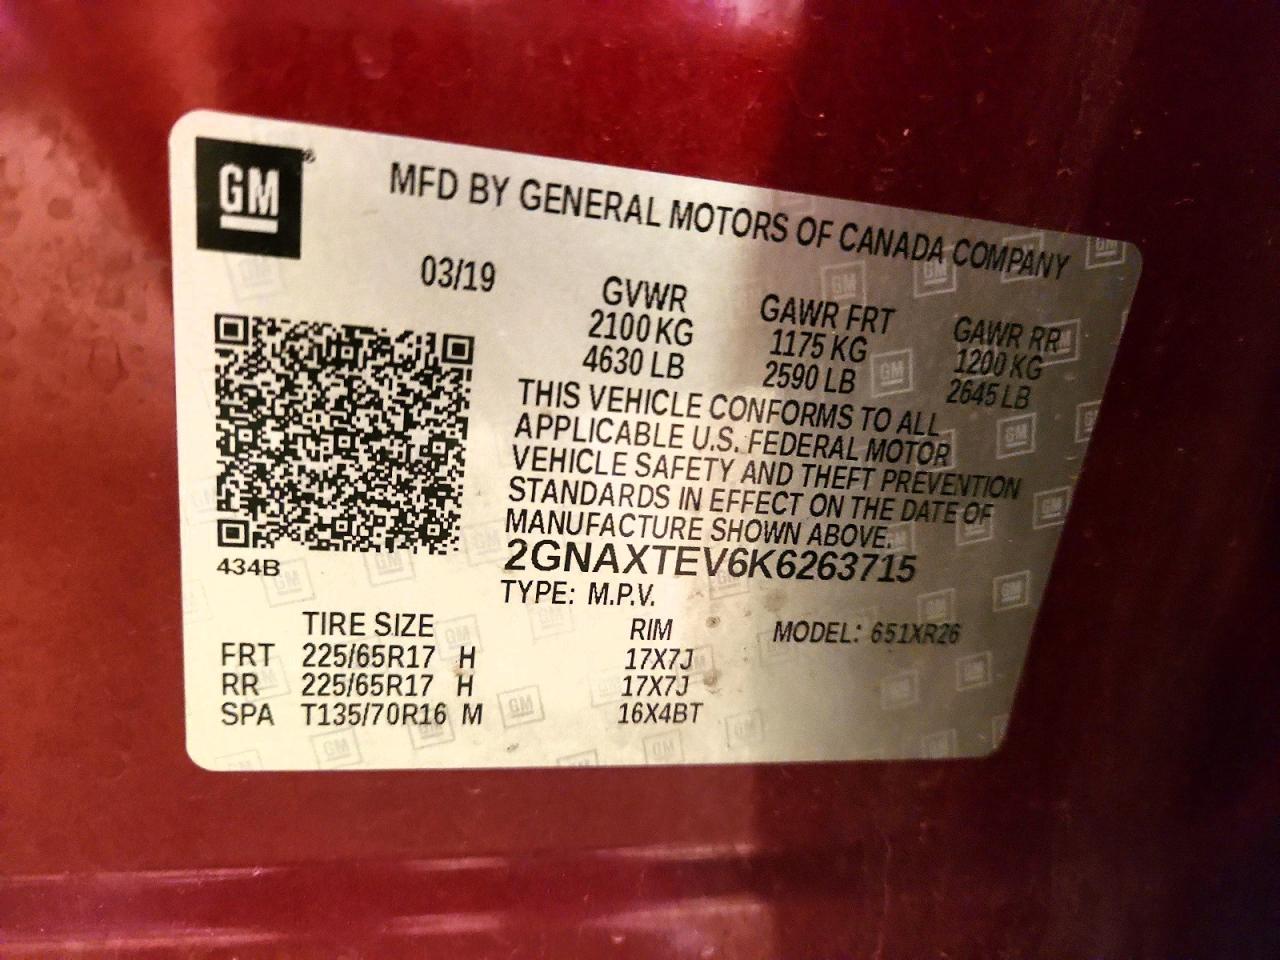 GM®
MFD BY GENERAL MOTORS OF CANADA COMPANY
03/19
GVWR GAWR FRT GAWR RR
2100 KG 1175 KG 1200 KG
4630 LB 2590 LB 2645 LB
THIS VEHICLE CONFORMS TO ALL
APPLICABLE U.S. FEDERAL MOTOR
VEHICLE SAFETY AND THEFT PREVENTION
STANDARDS IN EFFECT ON THE DATE OF
MANUFACTURE SHOWN ABOVE.
2GNAXTEV6K6263715
434B
TYPE: M.P.V.
TIRE SIZE RIM MODEL: 651XR26
FRT 225/65R17 H 17X7J
RR 225/65R17 H 17X7J
SPA T135/70R16 M 16X4BT